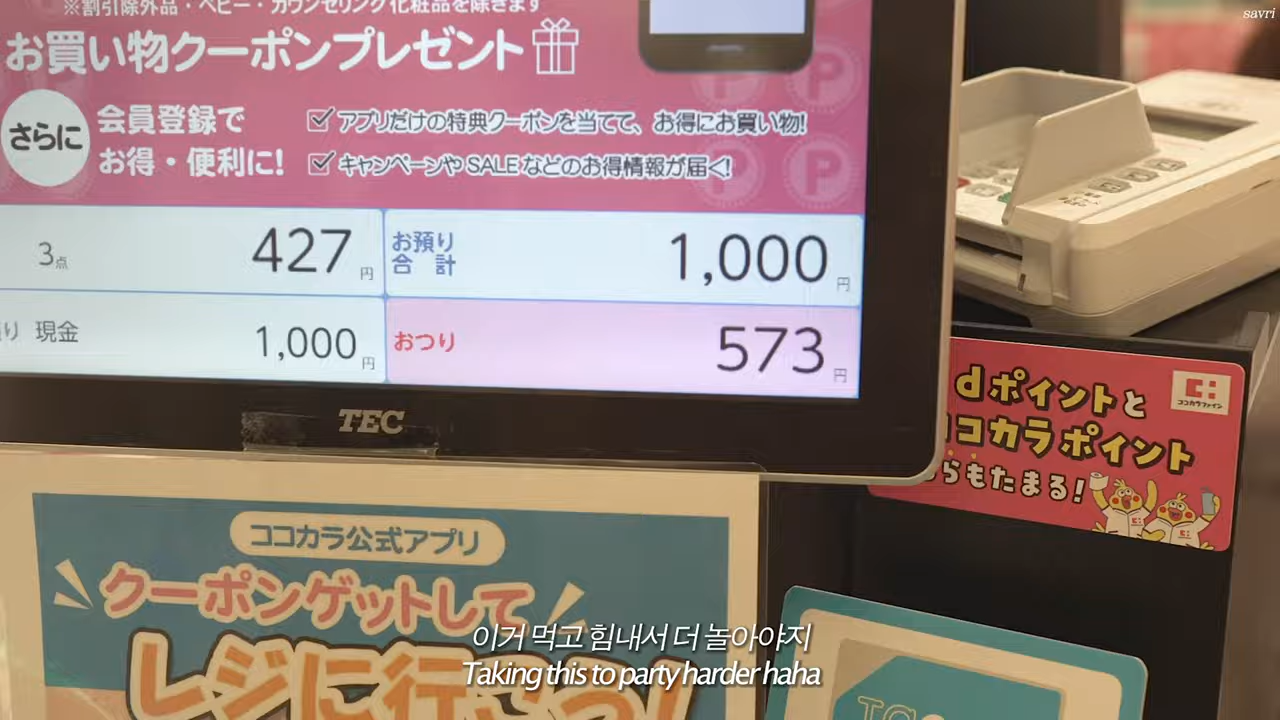 savri
※割引除外品・ベビー・カウンセリング化粧品を除きます
お買い物クーポンプレゼント
さらに
会員登録で
お得・便利に!
アプリだけの特典クーポンを当てて、お得にお買い物!
キャンペーンやSALEなどのお得情報が届く!
3点 427円
お預り合計 1,000円
り 現金 1,000円
おつり 573円
TEC
dポイントと
ココカラポイント
らもたまる!
ココカラファイン
ココカラ公式アプリ
クーポンゲットして
レジに行こう!
이거 먹고 힘내서 더 놀아야지
Taking this to party harder haha